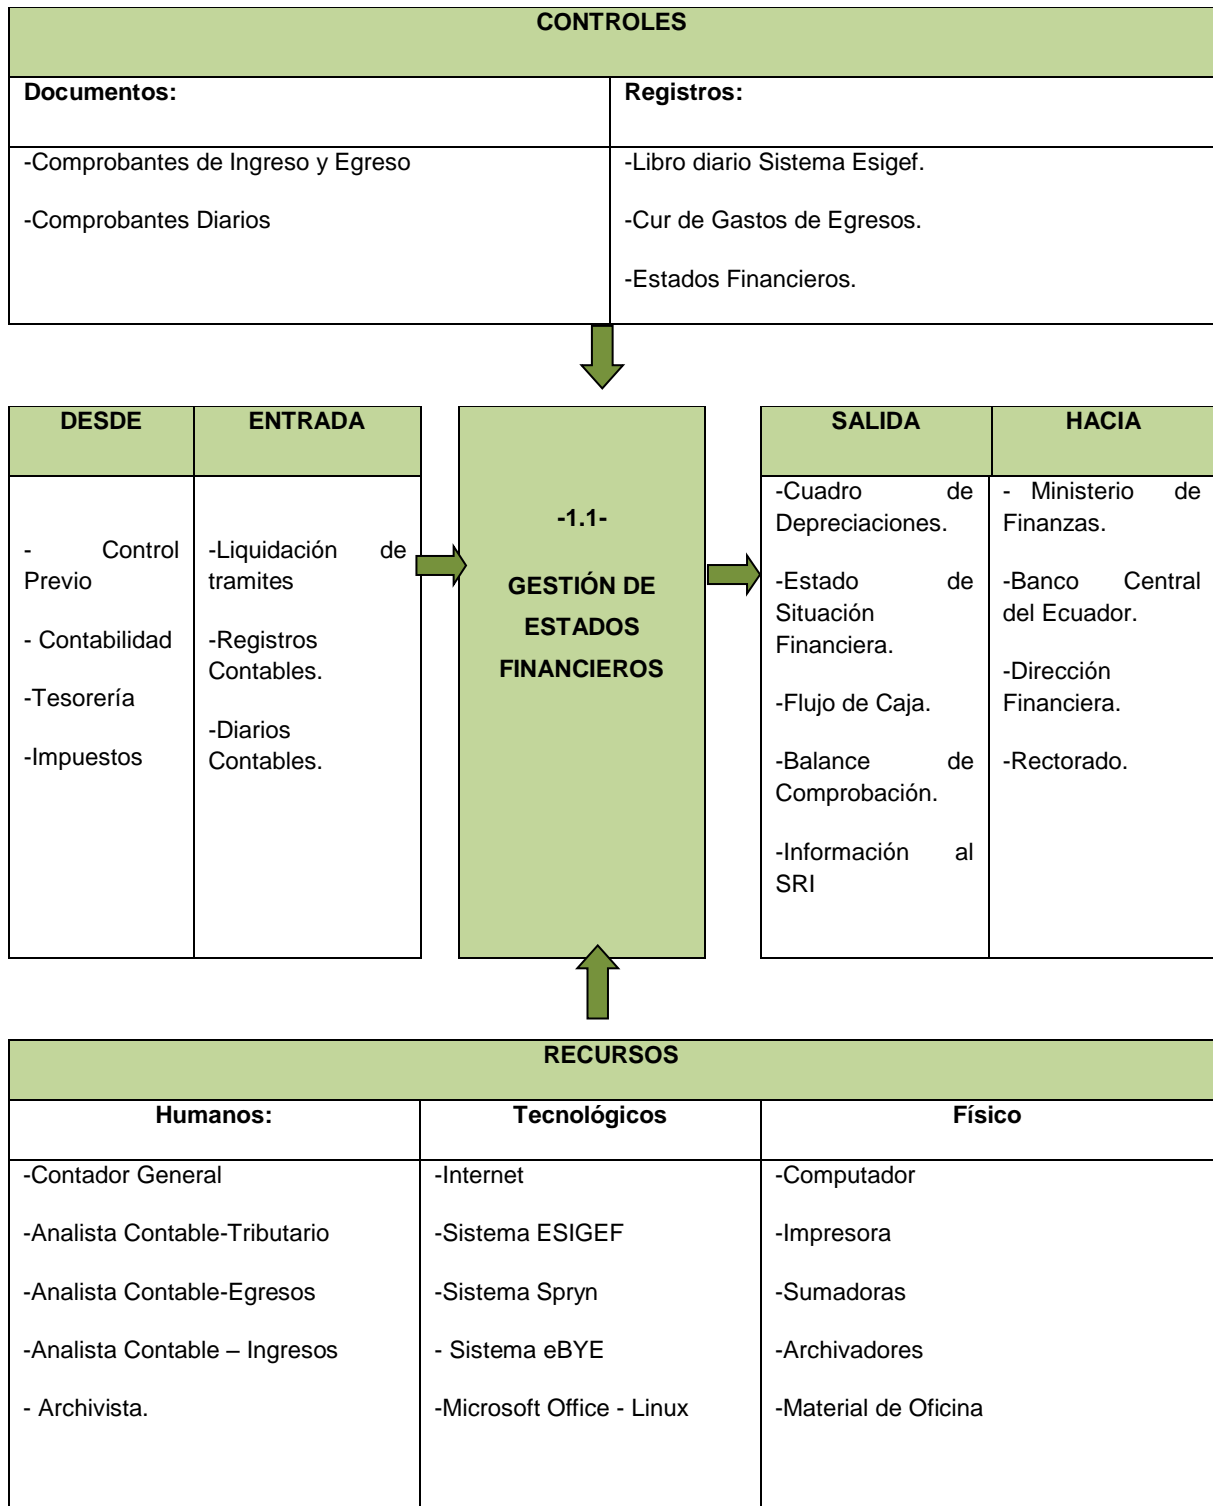 CONTROLES
Documentos:
Registros:
-Comprobantes de Ingreso y Egreso
-Comprobantes Diarios
-Libro diario Sistema Esigef.
-Cur de Gastos de Egresos.
-Estados Financieros.
DESDE
ENTRADA
- Control
Previo
- Contabilidad
-Tesorería
-Impuestos
-Liquidación de
tramites
-Registros
Contables.
-Diarios
Contables.
-1.1-
GESTIÓN DE
ESTADOS
FINANCIEROS
SALIDA
HACIA
-Cuadro de
Depreciaciones.
-Estado de
Situación
Financiera.
-Flujo de Caja.
-Balance de
Comprobación.
-Información al
SRI
- Ministerio de
Finanzas.
-Banco Central
del Ecuador.
-Dirección
Financiera.
-Rectorado.
RECURSOS
Humanos:
Tecnológicos
Físico
-Contador General
-Analista Contable-Tributario
-Analista Contable-Egresos
-Analista Contable – Ingresos
- Archivista.
-Internet
-Sistema ESIGEF
-Sistema Spryn
- Sistema eBYE
-Microsoft Office - Linux
-Computador
-Impresora
-Sumadoras
-Archivadores
-Material de Oficina